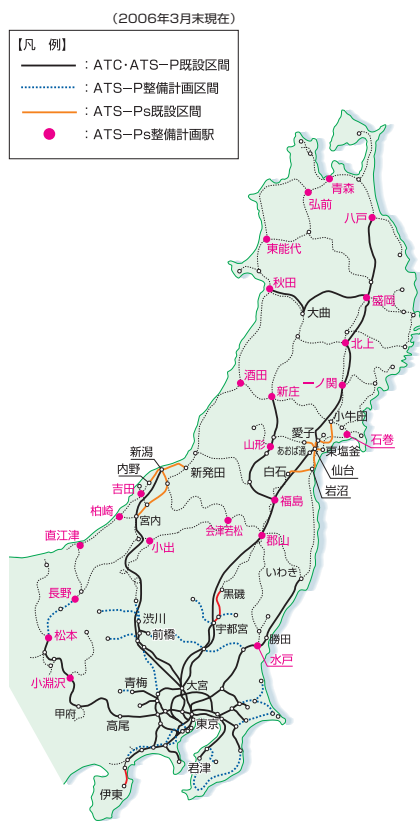 (2006年3月末現在)
【凡　例】
：ATC・ATS−P既設区間
：ATS−P整備計画区間
：ATS−Ps既設区間
：ATS−Ps整備計画駅
青森
弘前
八戸
東能代
秋田
大曲
盛岡
北上
酒田
新庄
一ノ関
小牛田
愛子
石巻
あおば通
東塩釜
山形
白石
仙台
岩沼
新潟
内野
新発田
吉田
柏崎
宮内
福島
会津若松
直江津
小出
郡山
いわき
長野
黒磯
渋川
前橋
宇都宮
勝田
松本
水戸
小淵沢
青梅
大宮
甲府
高尾
東京
君津
伊東